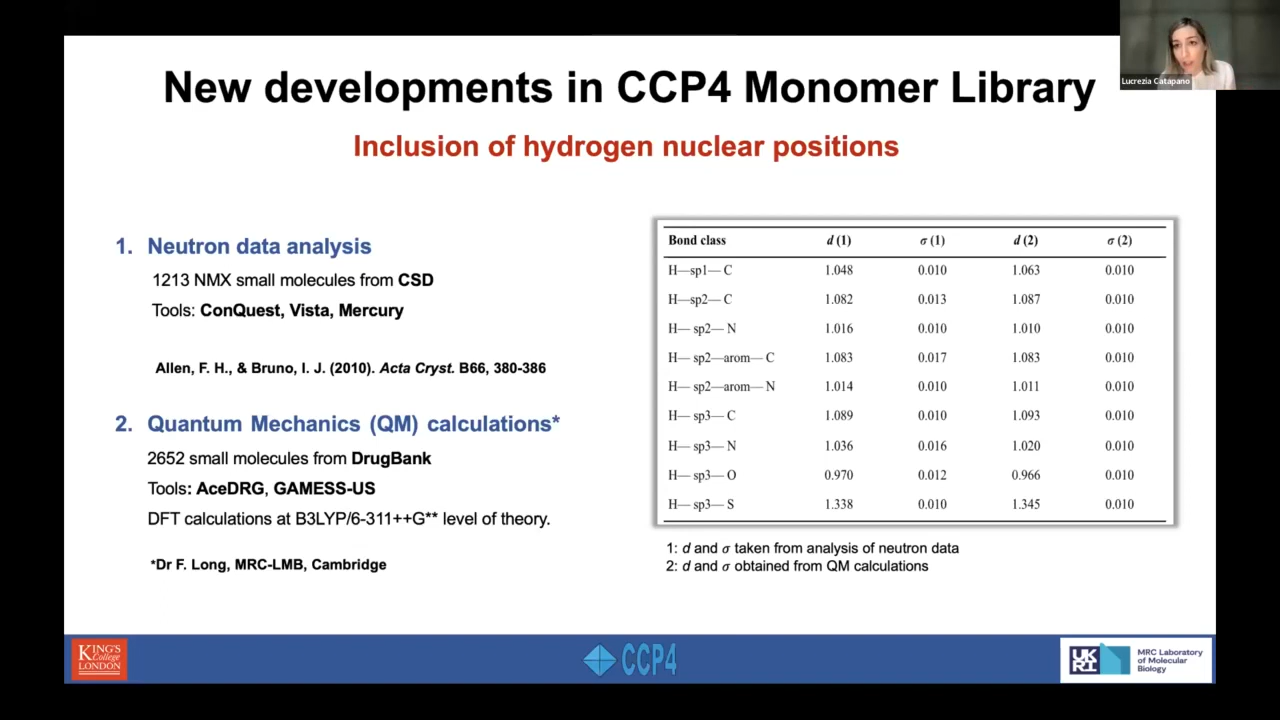 Lucrezia Catapano
New developments in CCP4 Monomer Library
Inclusion of hydrogen nuclear positions
1. Neutron data analysis
1213 NMX small molecules from CSD
Tools: ConQuest, Vista, Mercury
Allen, F. H., & Bruno, I. J. (2010). Acta Cryst. B66, 380-386
2. Quantum Mechanics (QM) calculations*
2652 small molecules from DrugBank
Tools: AceDRG, GAMESS-US
DFT calculations at B3LYP/6-311++G** level of theory.
*Dr F. Long, MRC-LMB, Cambridge
Bond class d (1) σ (1) d (2) σ (2)
H—sp1—C 1.048 0.010 1.063 0.010
H—sp2—C 1.082 0.013 1.087 0.010
H—sp2—N 1.016 0.010 1.010 0.010
H—sp2—arom—C 1.083 0.017 1.083 0.010
H—sp2—arom—N 1.014 0.010 1.011 0.010
H—sp3—C 1.089 0.010 1.093 0.010
H—sp3—N 1.036 0.016 1.020 0.010
H—sp3—O 0.970 0.012 0.966 0.010
H—sp3—S 1.338 0.010 1.345 0.010
1: d and σ taken from analysis of neutron data
2: d and σ obtained from QM calculations
KING'S
College
LONDON
CCP4
UK
RI
MRC Laboratory
of Molecular
Biology